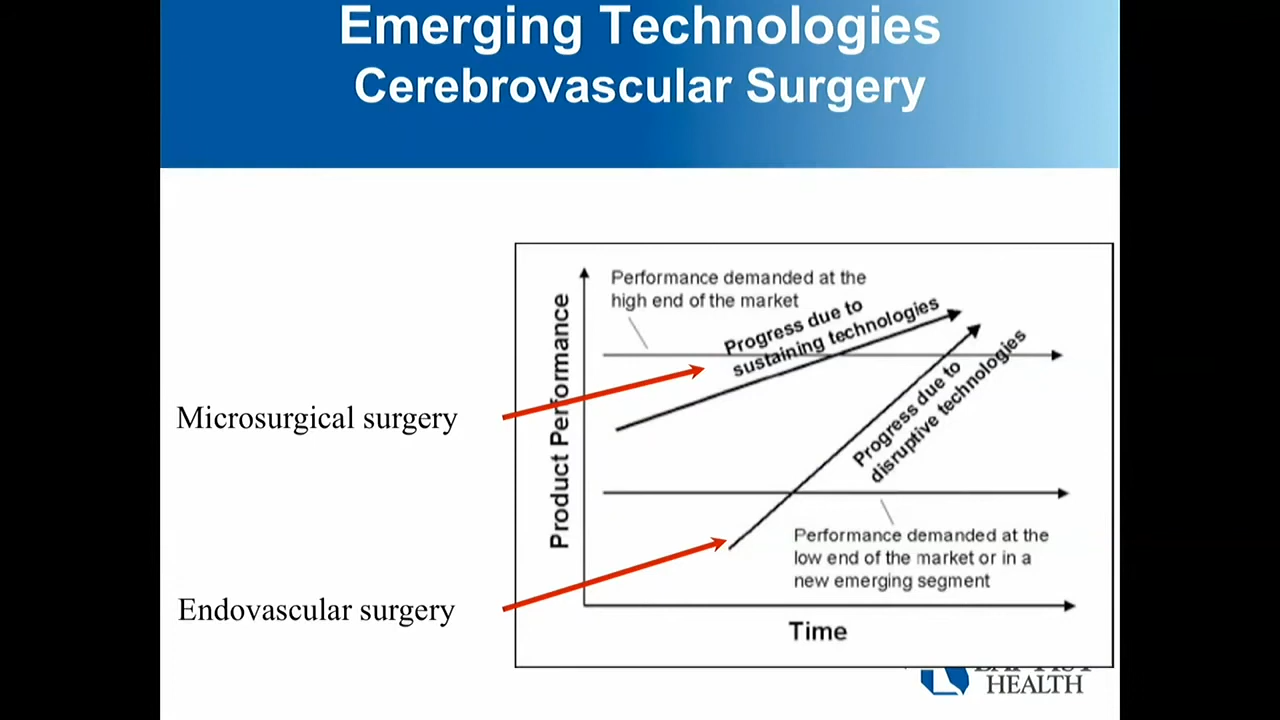 Emerging Technologies
Cerebrovascular Surgery
Performance demanded at the
high end of the market
Progress due to
sustaining technologies
Product Performance
Microsurgical surgery
Progress due to
disruptive technologies
Performance demanded at the
low end of the market or in a
new emerging segment
Endovascular surgery
Time
HEALTH